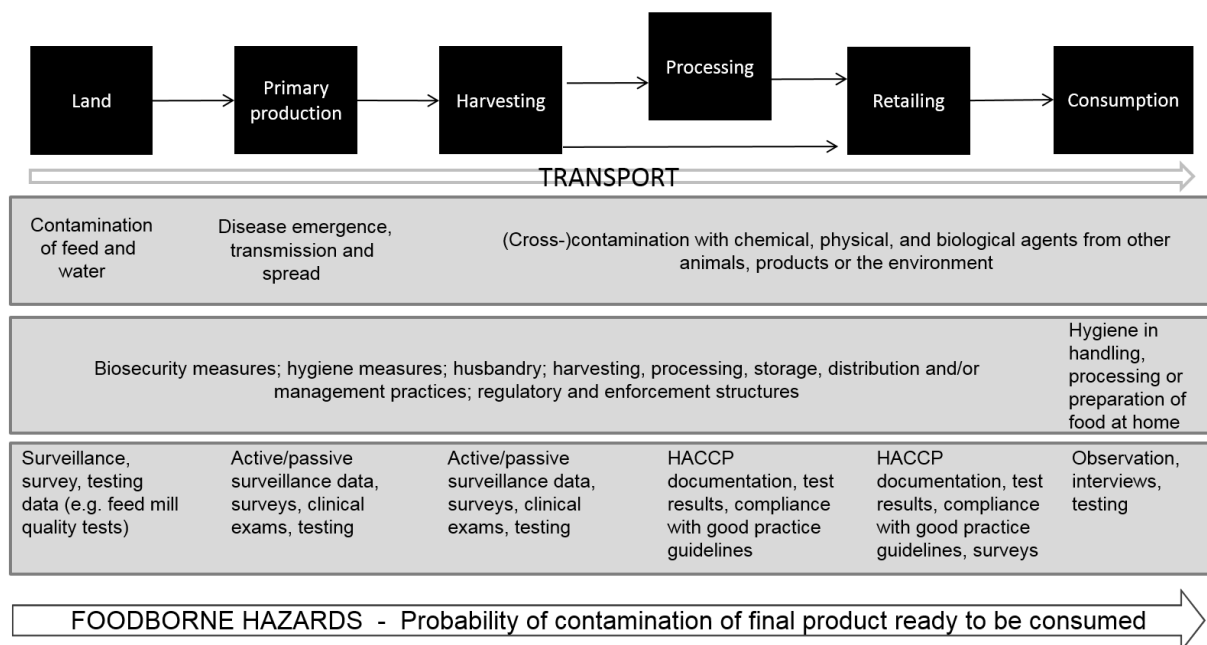 Land
Primary
production
Harvesting
Processing
Retailing
Consumption
TRANSPORT
Contamination
of feed and
water
Disease emergence,
transmission and
spread
(Cross-)contamination with chemical, physical, and biological agents from other
animals, products or the environment
Biosecurity measures; hygiene measures; husbandry; harvesting, processing, storage, distribution and/or
management practices; regulatory and enforcement structures
Hygiene in
handling,
processing or
preparation of
food at home
Surveillance,
survey, testing
data (e.g. feed mill
quality tests)
Active/passive
surveillance data,
surveys, clinical
exams, testing
Active/passive
surveillance data,
surveys, clinical
exams, testing
HACCP
documentation, test
results, compliance
with good practice
guidelines
HACCP
documentation, test
results, compliance
with good practice
guidelines, surveys
Observation,
interviews,
testing
FOODBORNE HAZARDS - Probability of contamination of final product ready to be consumed